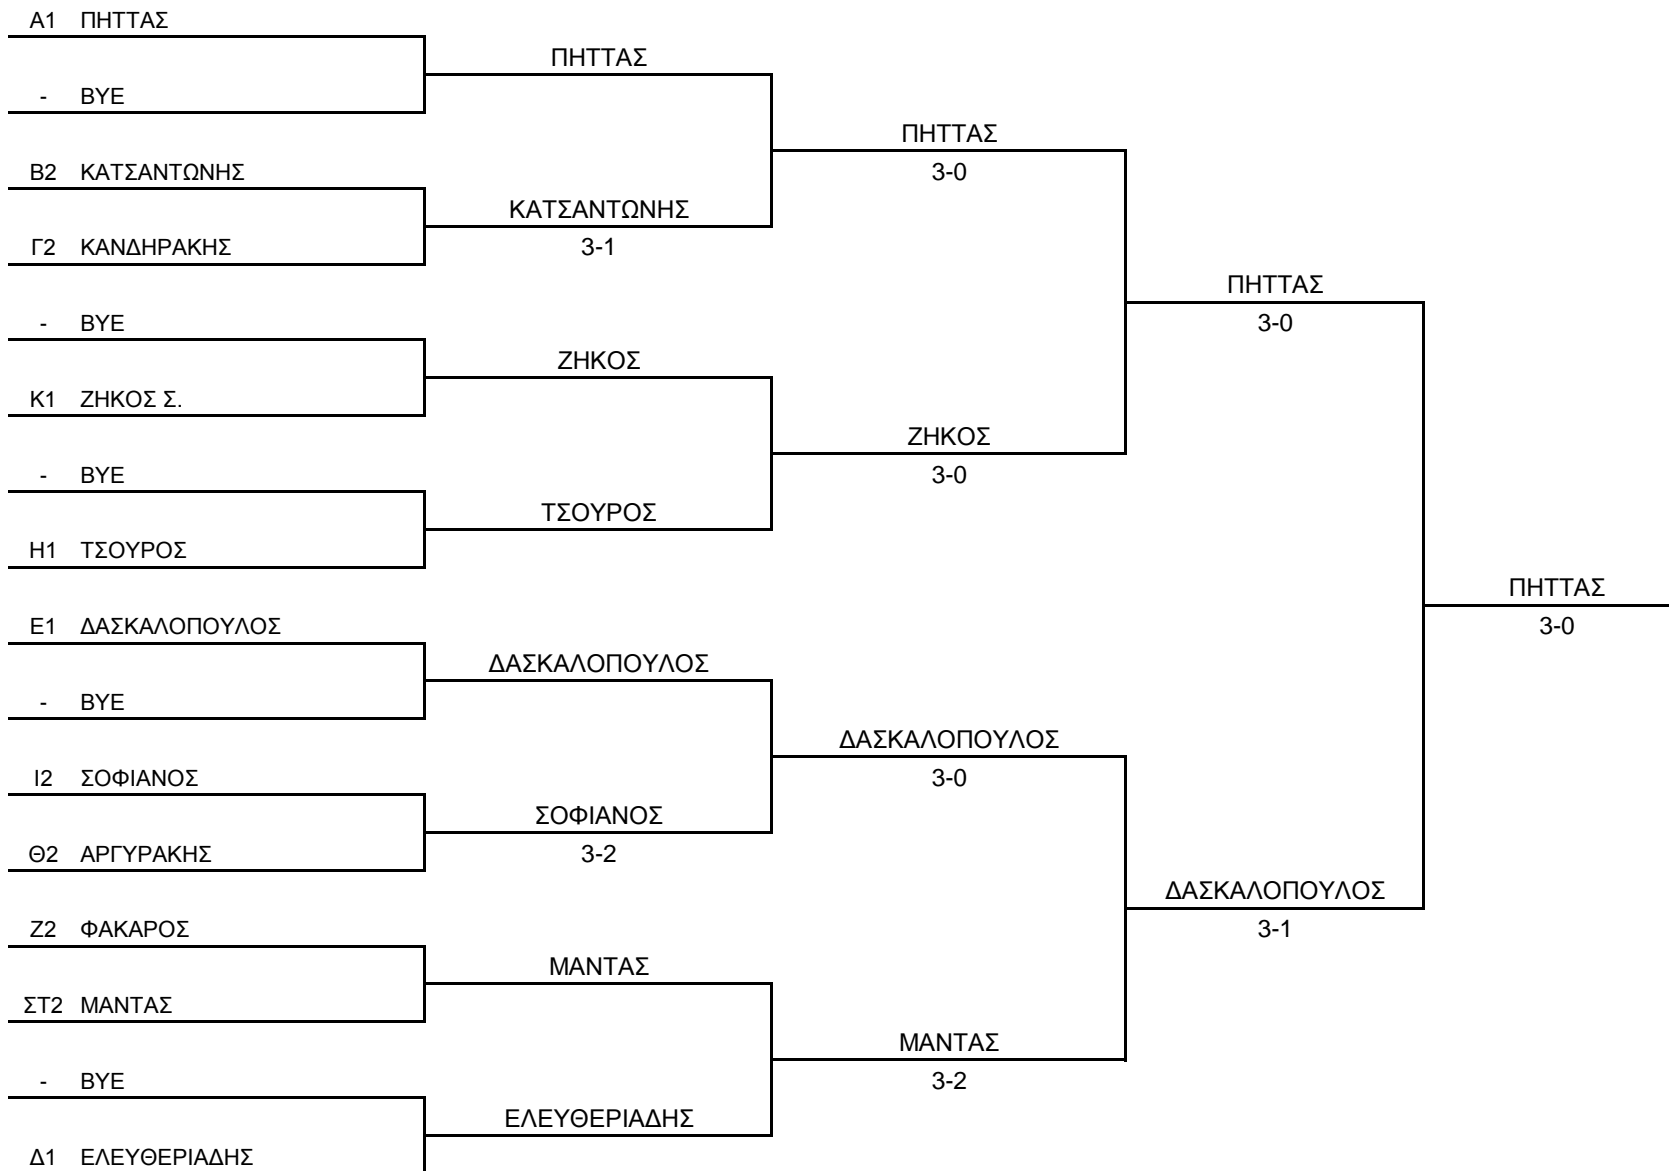 Α1 ΠΗΤΤΑΣ
ΠΗΤΤΑΣ
- BYE
ΠΗΤΤΑΣ
3-0
Β2 ΚΑΤΣΑΝΤΩΝΗΣ
ΚΑΤΣΑΝΤΩΝΗΣ
3-1
Γ2 ΚΑΝΔΗΡΑΚΗΣ
ΠΗΤΤΑΣ
3-0
- BYE
ΖΗΚΟΣ
Κ1 ΖΗΚΟΣ Σ.
ΖΗΚΟΣ
3-0
- BYE
ΤΣΟΥΡΟΣ
Η1 ΤΣΟΥΡΟΣ
ΠΗΤΤΑΣ
3-0
Ε1 ΔΑΣΚΑΛΟΠΟΥΛΟΣ
ΔΑΣΚΑΛΟΠΟΥΛΟΣ
- BYE
ΔΑΣΚΑΛΟΠΟΥΛΟΣ
3-0
Ι2 ΣΟΦΙΑΝΟΣ
ΣΟΦΙΑΝΟΣ
3-2
Θ2 ΑΡΓΥΡΑΚΗΣ
ΔΑΣΚΑΛΟΠΟΥΛΟΣ
3-1
Ζ2 ΦΑΚΑΡΟΣ
ΜΑΝΤΑΣ
ΣΤ2 ΜΑΝΤΑΣ
ΜΑΝΤΑΣ
3-2
- BYE
ΕΛΕΥΘΕΡΙΑΔΗΣ
Δ1 ΕΛΕΥΘΕΡΙΑΔΗΣ